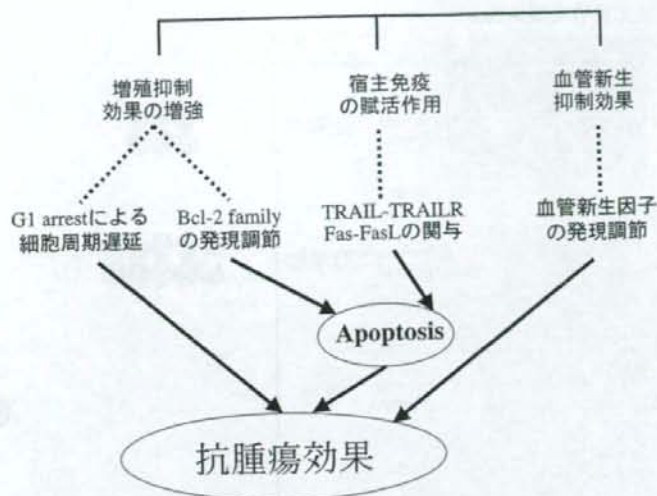 増殖抑制
効果の増強
宿主免疫
の賦活作用
血管新生
抑制効果
G1 arrestによる
細胞周期遅延
Bcl-2 family
の発現調節
TRAIL-TRAILR
Fas-FasLの関与
血管新生因子
の発現調節
Apoptosis
抗腫瘍効果